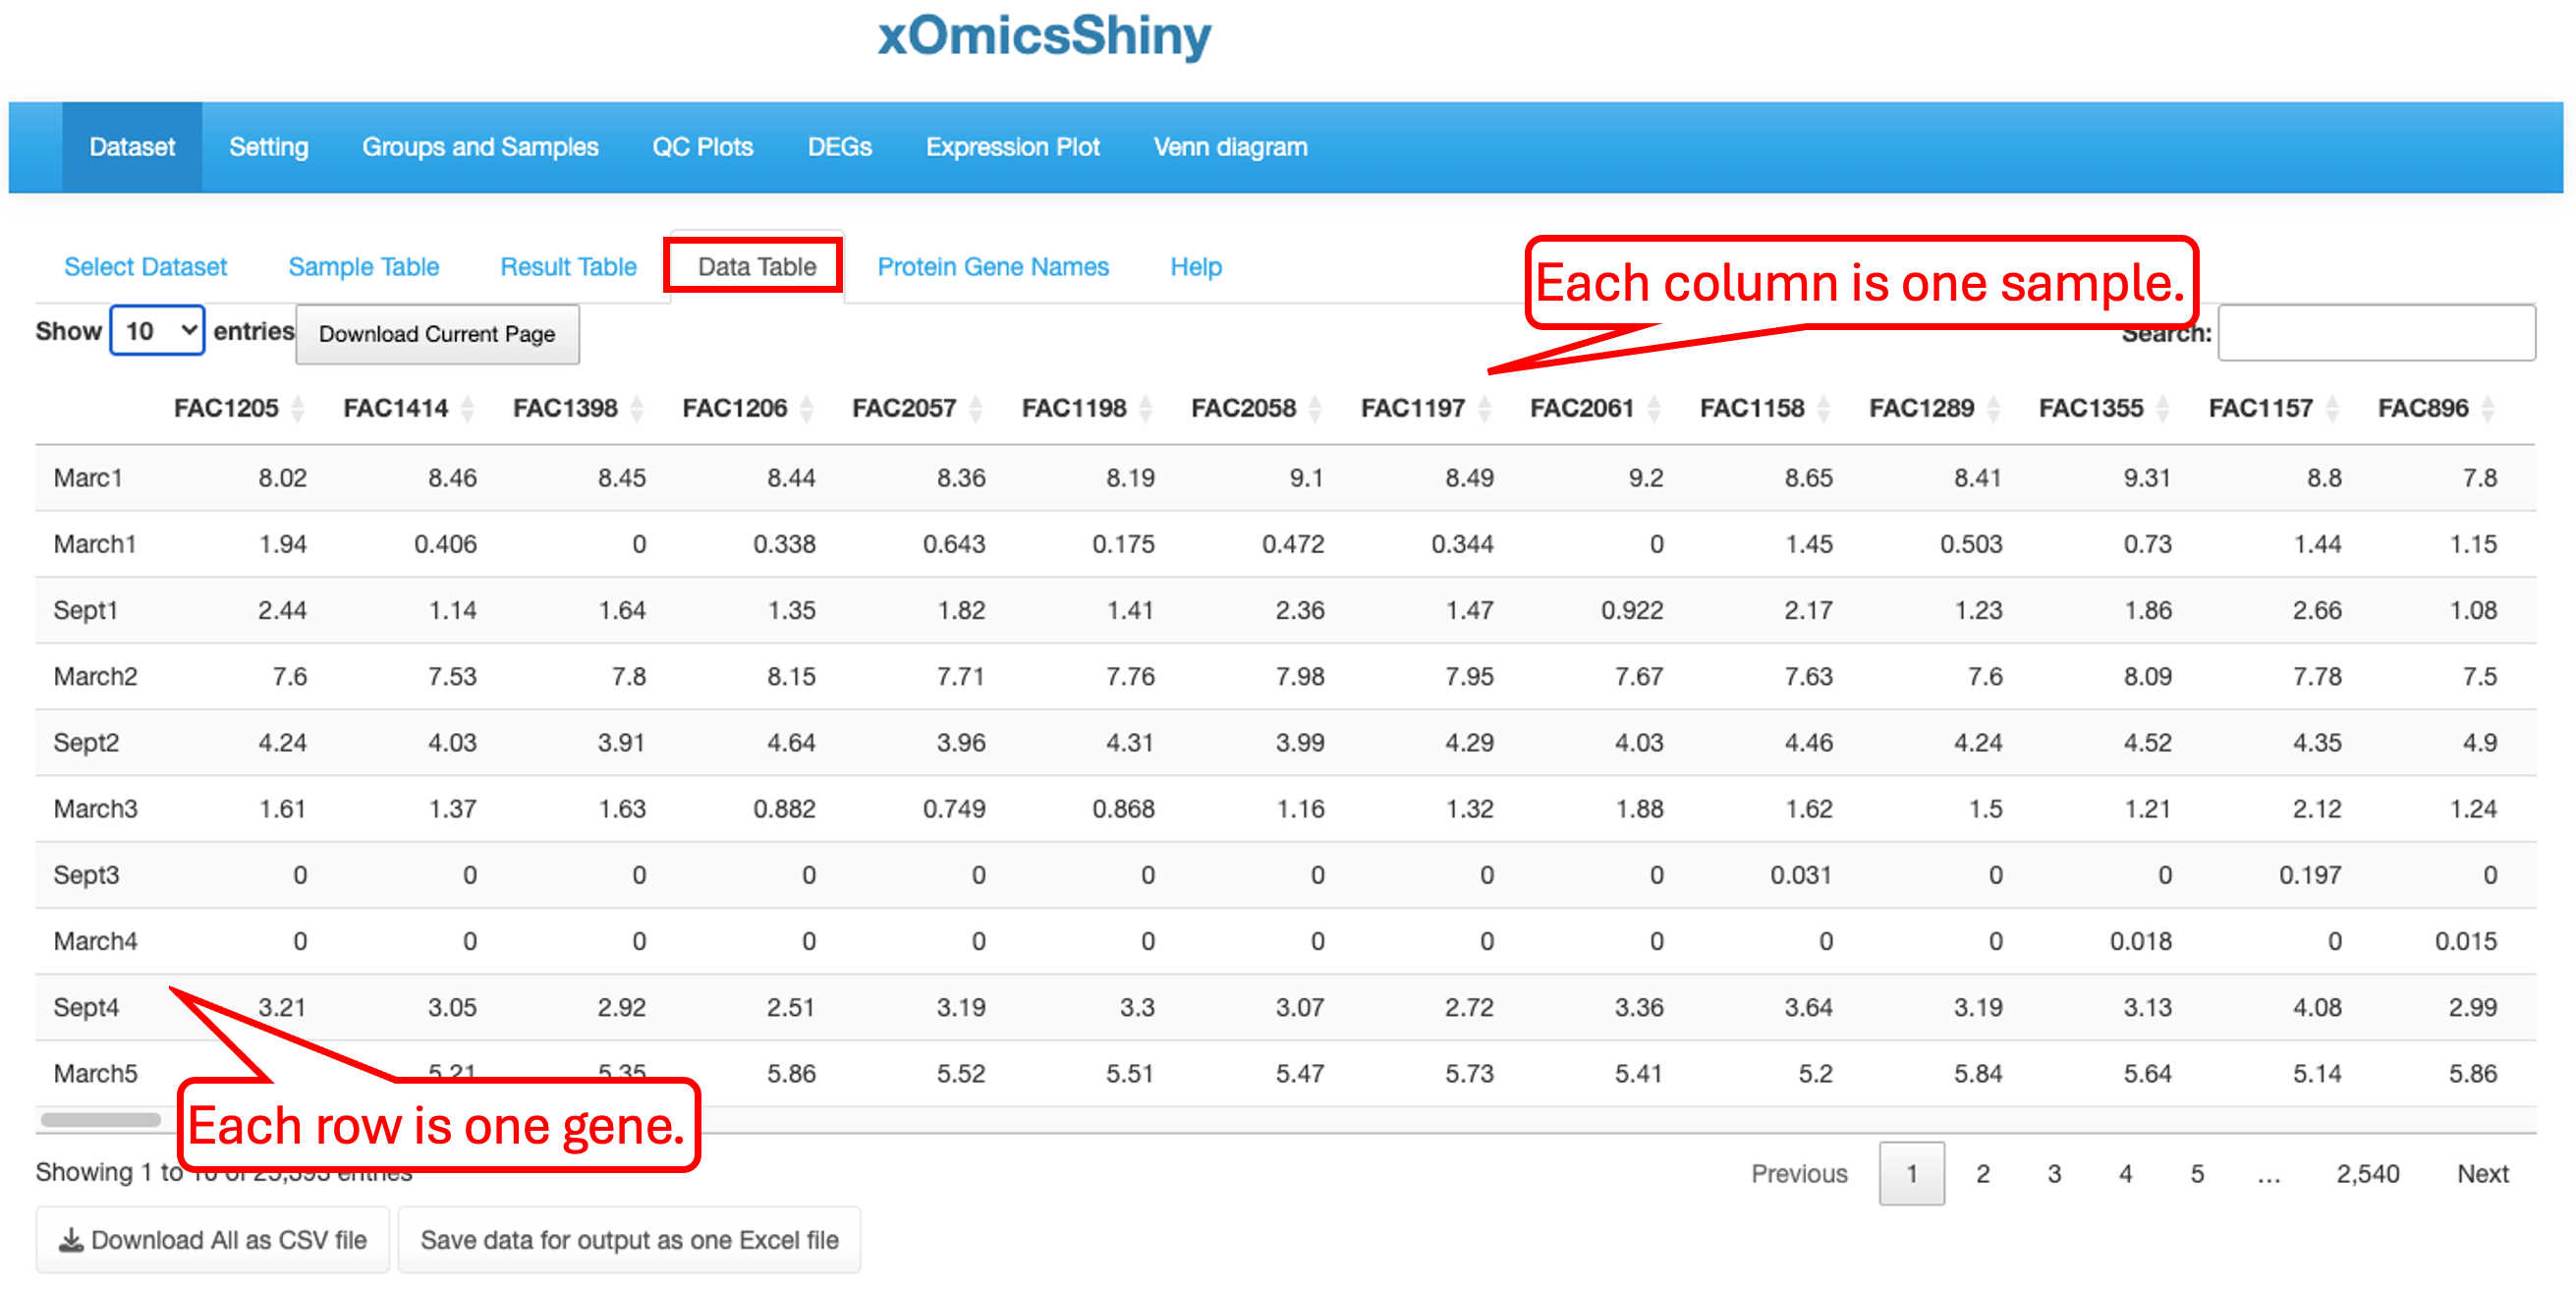 xOmicsShiny
Dataset Setting Groups and Samples QC Plots DEGs Expression Plot Venn diagram
Select Dataset Sample Table Result Table Data Table Protein Gene Names Help
Each column is one sample.
Show 10 entries Download Current Page Search:
FAC1205 FAC1414 FAC1398 FAC1206 FAC2057 FAC1198 FAC2058 FAC1197 FAC2061 FAC1158 FAC1289 FAC1355 FAC1157 FAC896
Marc1 8.02 8.46 8.45 8.44 8.36 8.19 9.1 8.49 9.2 8.65 8.41 9.31 8.8 7.8
March1 1.94 0.406 0 0.338 0.643 0.175 0.472 0.344 0 1.45 0.503 0.73 1.44 1.15
Sept1 2.44 1.14 1.64 1.35 1.82 1.41 2.36 1.47 0.922 2.17 1.23 1.86 2.66 1.08
March2 7.6 7.53 7.8 8.15 7.71 7.76 7.98 7.95 7.67 7.63 7.6 8.09 7.78 7.5
Sept2 4.24 4.03 3.91 4.64 3.96 4.31 3.99 4.29 4.03 4.46 4.24 4.52 4.35 4.9
March3 1.61 1.37 1.63 0.882 0.749 0.868 1.16 1.32 1.88 1.62 1.5 1.21 2.12 1.24
Sept3 0 0 0 0 0 0 0 0 0 0.031 0 0 0.197 0
March4 0 0 0 0 0 0 0 0 0 0 0 0.018 0 0.015
Sept4 3.21 3.05 2.92 2.51 3.19 3.3 3.07 2.72 3.36 3.64 3.19 3.13 4.08 2.99
March5 5.21 5.35 5.86 5.52 5.51 5.47 5.73 5.41 5.2 5.84 5.64 5.14 5.86
Each row is one gene.
Showing 1 to 10 of 25,393 entries Previous 1 2 3 4 5 ... 2,540 Next
Download All as CSV file Save data for output as one Excel file